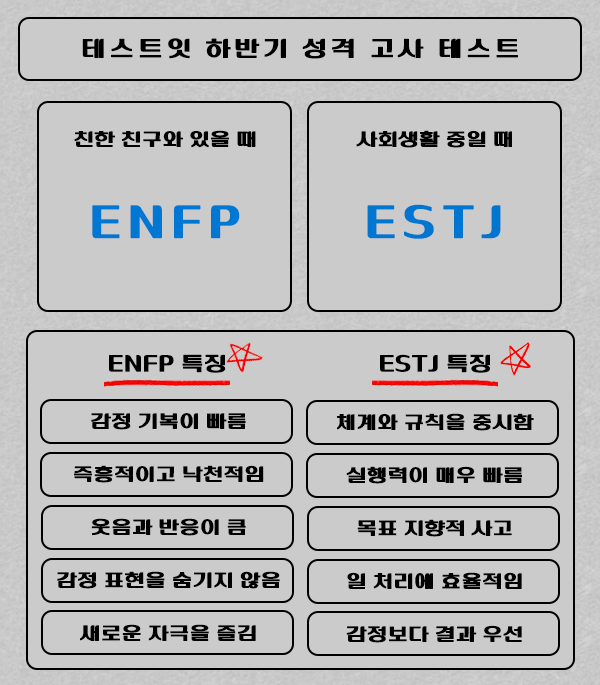 테스트잇 하반기 성격 고사 테스트
친한 친구와 있을 때
ENFP
사회생활 중일 때
ESTJ
ENFP 특징
감정 기복이 빠름
즉흥적이고 낙천적임
웃음과 반응이 큼
감정 표현을 숨기지 않음
새로운 자극을 즐김
ESTJ 특징
체계와 규칙을 중시함
실행력이 매우 빠름
목표 지향적 사고
일 처리에 효율적임
감정보다 결과 우선